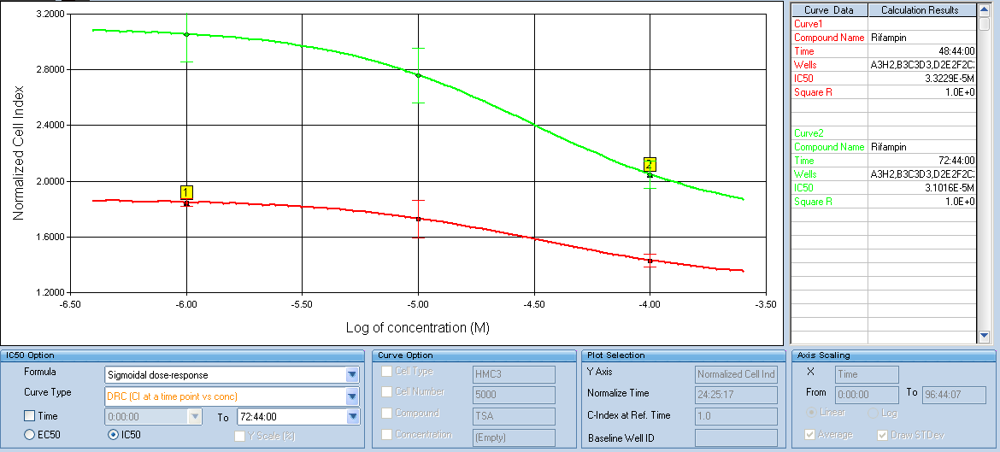 3.2000
2.8000
2.4000
2.0000
1.6000
1.2000
Normalized Cell Index
1
2
-6.50 -6.00 -5.50 -5.00 -4.50 -4.00 -3.50
Log of concentration (M)
Curve Data Calculation Results
Curve1
Compound Name Rifampin
Time 48:44:00
Wells A3H2,B3C3D3,D2E2F2C:
IC50 3.3229E-5M
Square R 1.0E+0
Curve2
Compound Name Rifampin
Time 72:44:00
Wells A3H2,B3C3D3,D2E2F2C:
IC50 3.1016E-5M
Square R 1.0E+0
IC50 Option
Formula Sigmoidal dose-response
Curve Type DRC (CI at a time point vs conc)
Time 0:00:00 To 72:44:00
EC50 IC50 Y Scale (%)
Curve Option
Cell Type HMC3
Cell Number 5000
Compound TSA
Concentration (Empty)
Plot Selection
Y Axis Normalized Cell Ind
Normalize Time 24:25:17
C-Index at Ref. Time 1.0
Baseline Well ID
Axis Scaling
X Time
From 0:00:00 To 96:44:07
Linear Log
Average Draw STDev